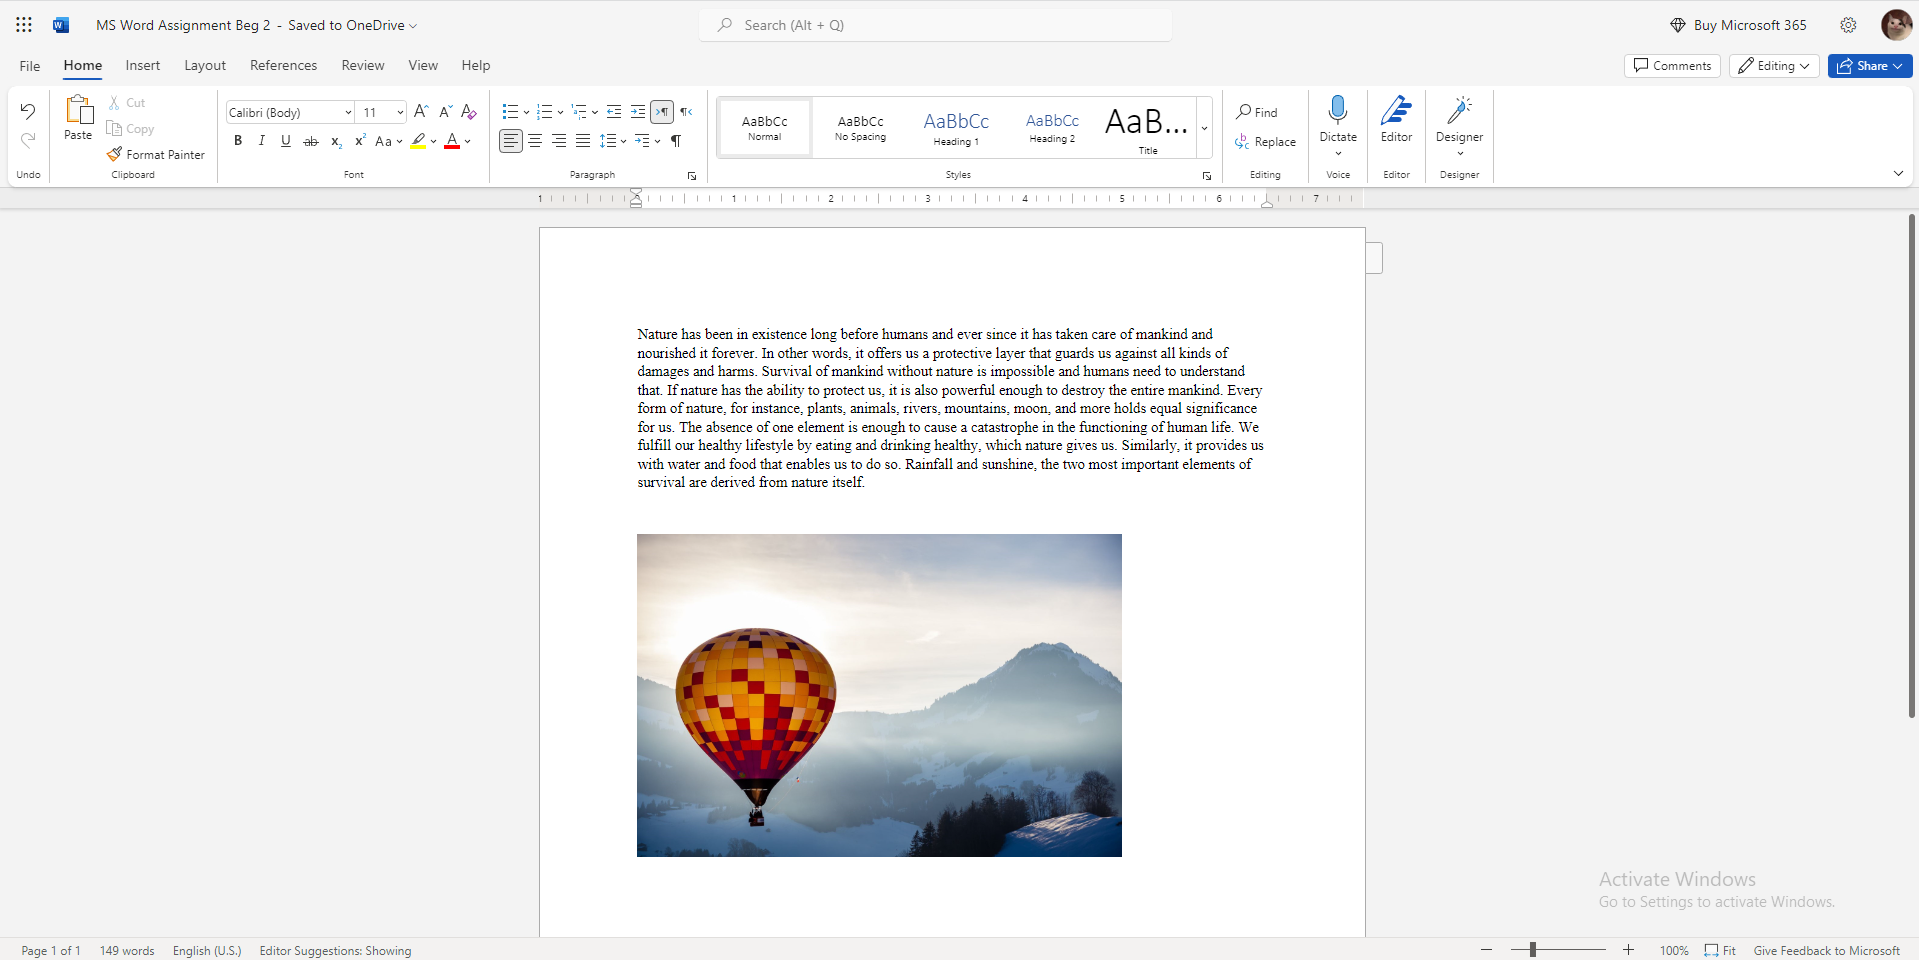 MS Word Assignment Beg 2 - Saved to OneDrive
Search (Alt + Q)
Buy Microsoft 365
File Home Insert Layout References Review View Help
Comments Editing Share
Paste
Cut
Copy
Format Painter
Calibri (Body) 11
AaBbCc Normal
AaBbCc No Spacing
AaBbCc Heading 1
AaBbCc Heading 2
AaB... Title
Find
Replace
Dictate
Editor
Designer
Undo Clipboard Font Paragraph Styles Editing Voice Editor Designer
1 1 2 3 4 5 6 7
Nature has been in existence long before humans and ever since it has taken care of mankind and
nourished it forever. In other words, it offers us a protective layer that guards us against all kinds of
damages and harms. Survival of mankind without nature is impossible and humans need to understand
that. If nature has the ability to protect us, it is also powerful enough to destroy the entire mankind. Every
form of nature, for instance, plants, animals, rivers, mountains, moon, and more holds equal significance
for us. The absence of one element is enough to cause a catastrophe in the functioning of human life. We
fulfill our healthy lifestyle by eating and drinking healthy, which nature gives us. Similarly, it provides us
with water and food that enables us to do so. Rainfall and sunshine, the two most important elements of
survival are derived from nature itself.
Activate Windows
Go to Settings to activate Windows.
Page 1 of 1 149 words English (U.S.) Editor Suggestions: Showing 100% Fit Give Feedback to Microsoft